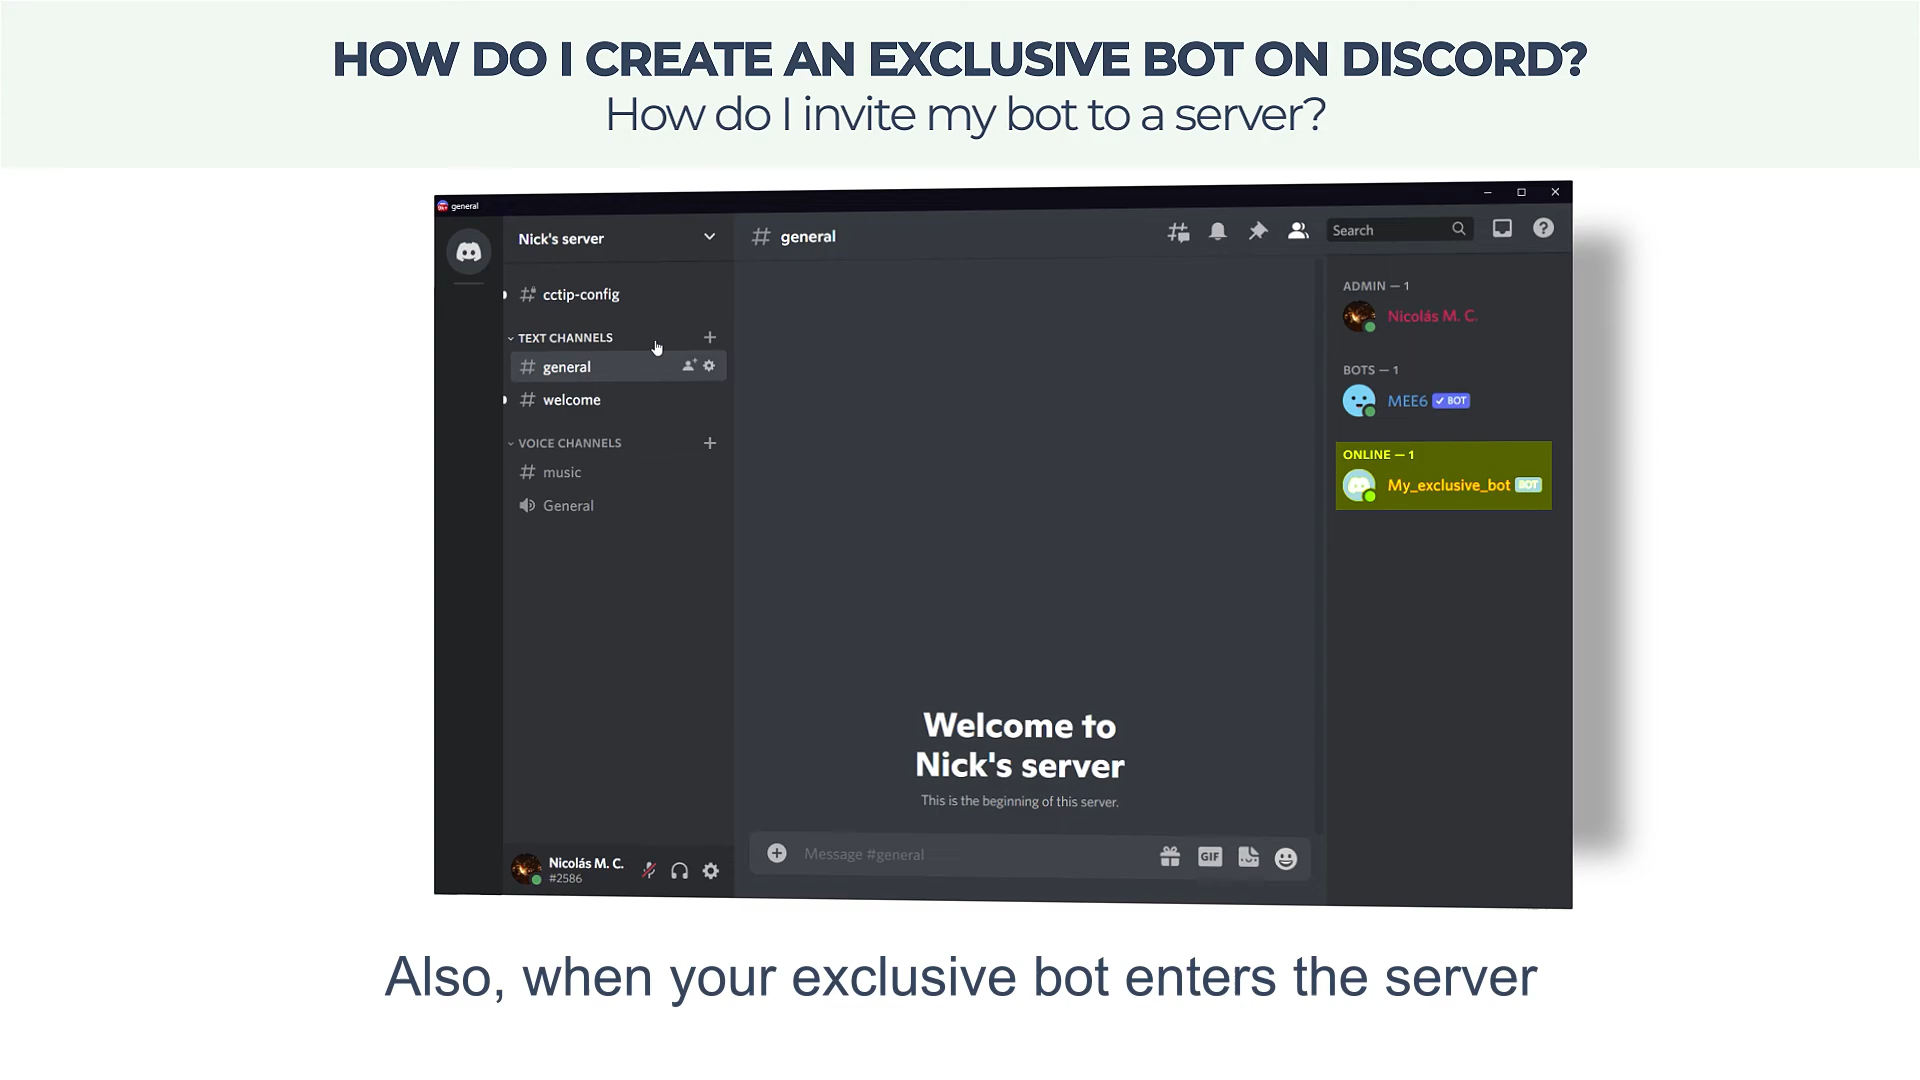 HOW DO I CREATE AN EXCLUSIVE BOT ON DISCORD?
How do I invite my bot to a server?
general
Nick's server
# general
Search
cctip-config
TEXT CHANNELS
# general
# welcome
VOICE CHANNELS
# music
General
ADMIN — 1
Nicolás M. C.
BOTS — 1
MEE6 ✓ BOT
ONLINE — 1
My_exclusive_bot BOT
Welcome to
Nick's server
This is the beginning of this server.
Message #general
GIF
Nicolás M. C.
#2586
Also, when your exclusive bot enters the server